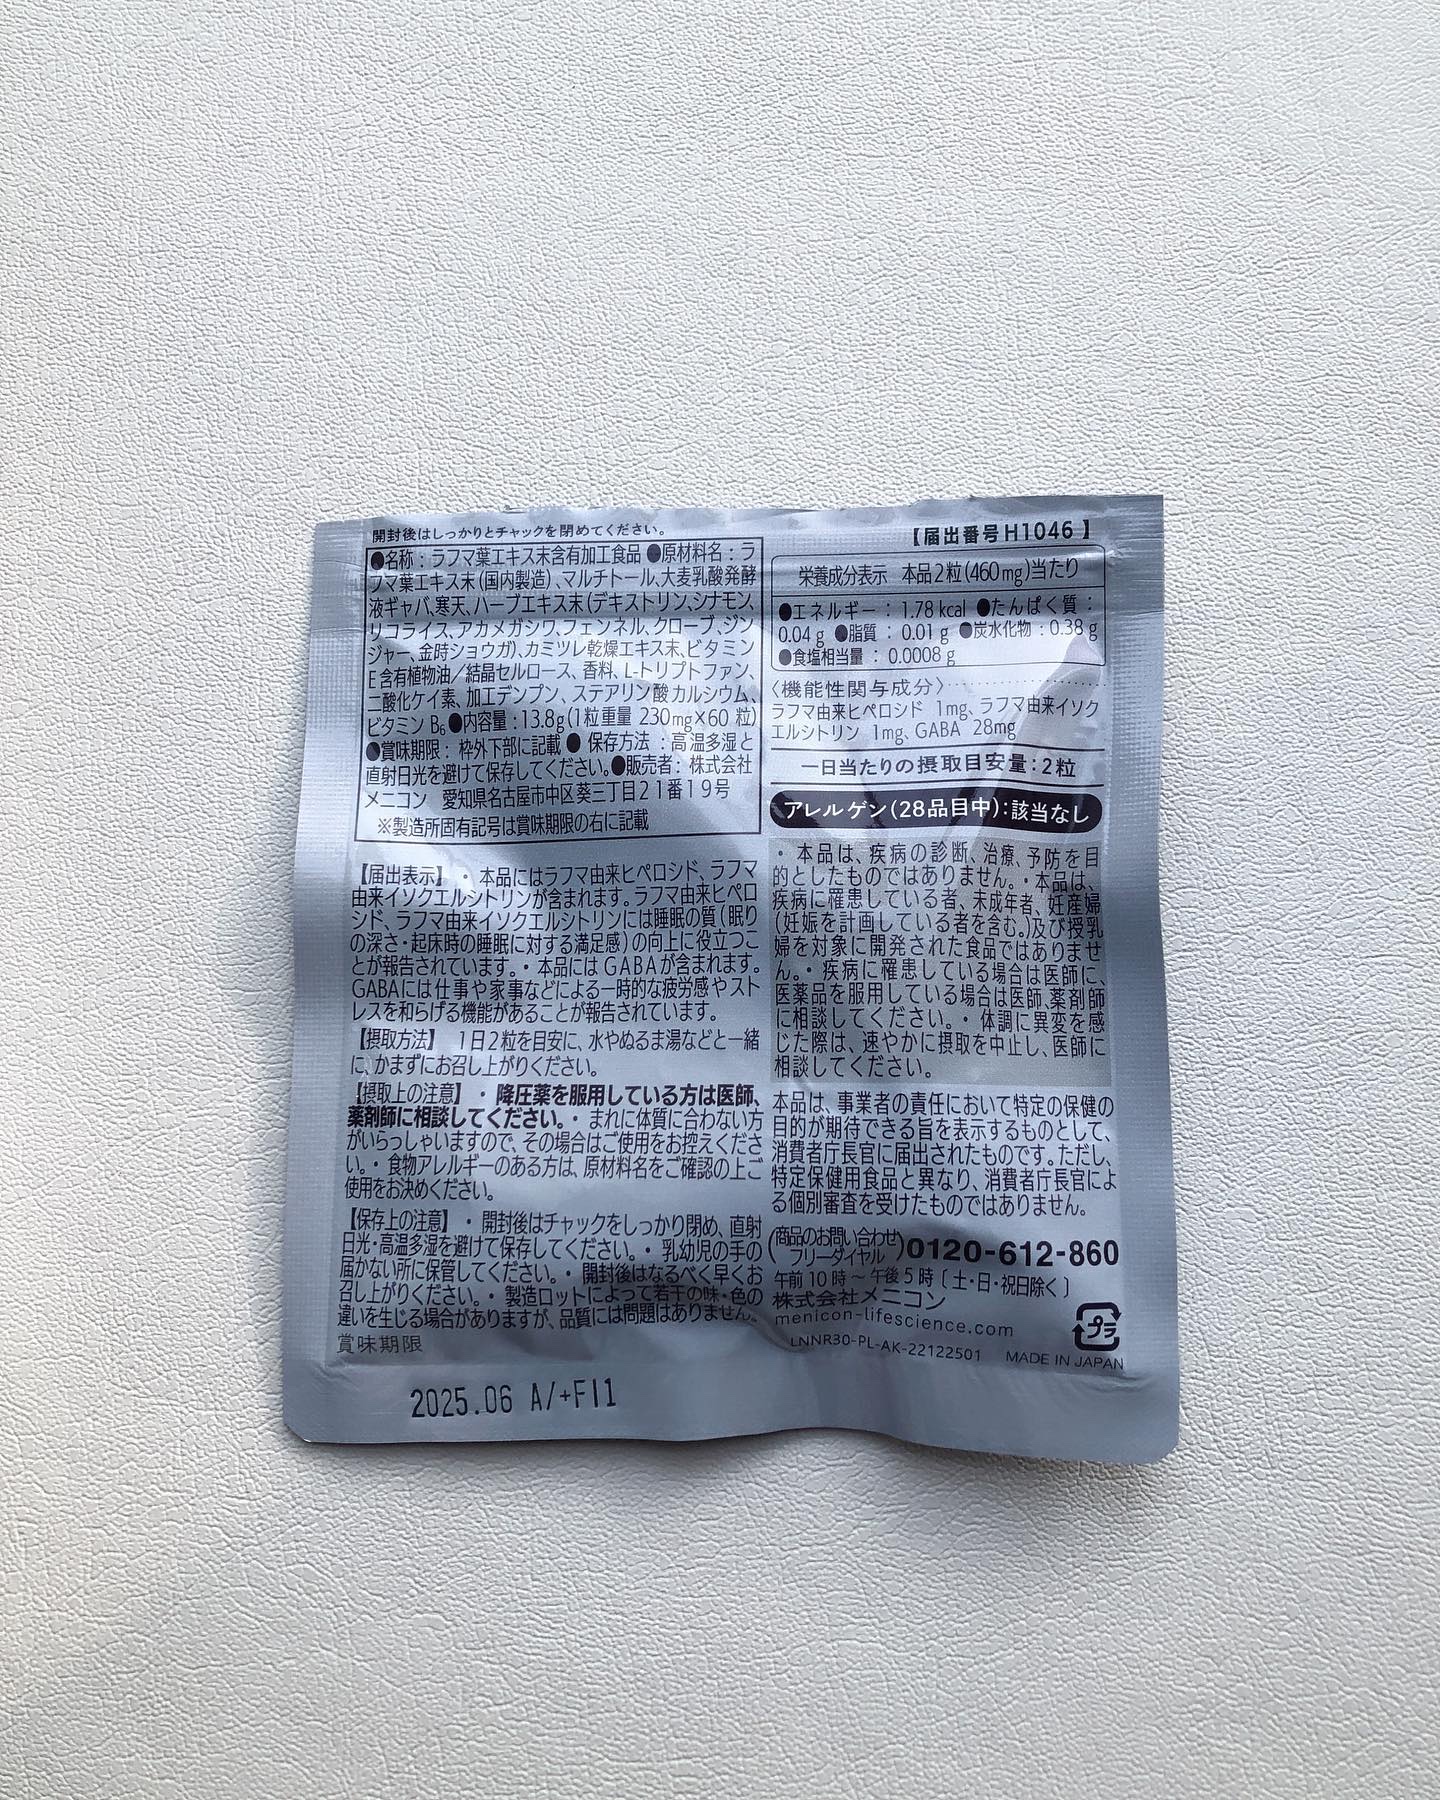 開封後はしっかりとチャックを閉めてください。
●名称：ラフマ葉エキス末含有加工食品 ●原材料名：ラ
フマ葉エキス末（国内製造）、マルチトール、大麦乳酸発酵
液ギャバ、寒天、ハーブエキス末（デキストリン、シナモン、
リコライス、アカメガシワ、フェンネル、クローブ、ジン
ジャー、金時ショウガ）、カミツレ乾燥エキス末、ビタミン
E含有植物油／結晶セルロース、香料、L-トリプトファン、
二酸化ケイ素、加工デンプン、ステアリン酸カルシウム、
ビタミン B₆ ●内容量：13.8g（1粒重量 230mg×60 粒）
●賞味期限：枠外下部に記載 ● 保存方法：高温多湿と
直射日光を避けて保存してください。●販売者：株式会社
メニコン 愛知県名古屋市中区葵三丁目21番19号
※製造所固有記号は賞味期限の右に記載
【届出表示】・本品にはラフマ由来ヒペロシド、ラフマ
由来イソクエルシトリンが含まれます。ラフマ由来ヒペロ
シド、ラフマ由来イソクエルシトリンには睡眠の質（眠り
の深さ・起床時の睡眠に対する満足感）の向上に役立つこ
とが報告されています。・本品にはGABAが含まれます。
GABAには仕事や家事などによる一時的な疲労感やスト
レスを和らげる機能があることが報告されています。
【摂取方法】 1日2粒を目安に、水やぬるま湯などと一緒
に、かまずにお召し上がりください。
【摂取上の注意】・降圧薬を服用している方は医師、
薬剤師に相談してください。・まれに体質に合わない方
がいらっしゃいますので、その場合はご使用をお控えくださ
い。・食物アレルギーのある方は、原材料名をご確認の上ご
使用をお決めください。
【保存上の注意】・開封後はチャックをしっかり閉め、直射
日光・高温多湿を避けて保存してください。・乳幼児の手の
届かない所に保管してください。・開封後はなるべく早くお
召し上がりください。・製造ロットによって若干の味・色の
違いを生じる場合がありますが、品質には問題はありません。
賞味期限
2025.06 A/+FI1
【届出番号H1046】
栄養成分表示 本品2粒（460mg）当たり
●エネルギー：1.78 kcal ●たんぱく質：
0.04 g ●脂質：0.01 g ●炭水化物：0.38 g
●食塩相当量：0.0008 g
〈機能性関与成分〉
ラフマ由来ヒペロシド 1mg、ラフマ由来イソク
エルシトリン 1mg、GABA 28mg
一日当たりの摂取目安量：2粒
アレルゲン（28品目中）：該当なし
・本品は、疾病の診断、治療、予防を目
的としたものではありません。・本品は、
疾病に罹患している者、未成年者、妊産婦
（妊娠を計画している者を含む。）及び授乳
婦を対象に開発された食品ではありませ
ん。・疾病に罹患している場合は医師に、
医薬品を服用している場合は医師、薬剤師
に相談してください。・体調に異変を感
じた際は、速やかに摂取を中止し、医師に
相談してください。
本品は、事業者の責任において特定の保健の
目的が期待できる旨を表示するものとして、
消費者庁長官に届出されたものです。ただし、
特定保健用食品と異なり、消費者庁長官によ
る個別審査を受けたものではありません。
（商品のお問い合わせ フリーダイヤル）0120-612-860
午前10時～午後5時〔土・日・祝日除く〕
株式会社メニコン
menicon-lifescience.com
プラ
LNNR30-PL-AK-22122501 MADE IN JAPAN